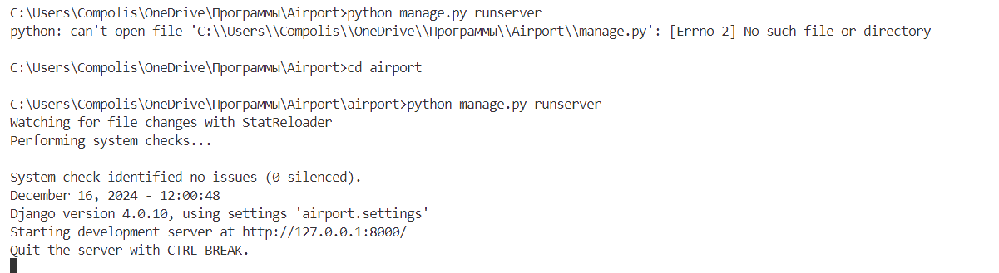 C:\Users\Compolis\OneDrive\Программы\Airport>python manage.py runserver
python: can't open file 'C:\\Users\\Compolis\\OneDrive\\Программы\\Airport\\manage.py': [Errno 2] No such file or directory
C:\Users\Compolis\OneDrive\Программы\Airport>cd airport
C:\Users\Compolis\OneDrive\Программы\Airport\airport>python manage.py runserver
Watching for file changes with StatReloader
Performing system checks...
System check identified no issues (0 silenced).
December 16, 2024 - 12:00:48
Django version 4.0.10, using settings 'airport.settings'
Starting development server at http://127.0.0.1:8000/
Quit the server with CTRL-BREAK.